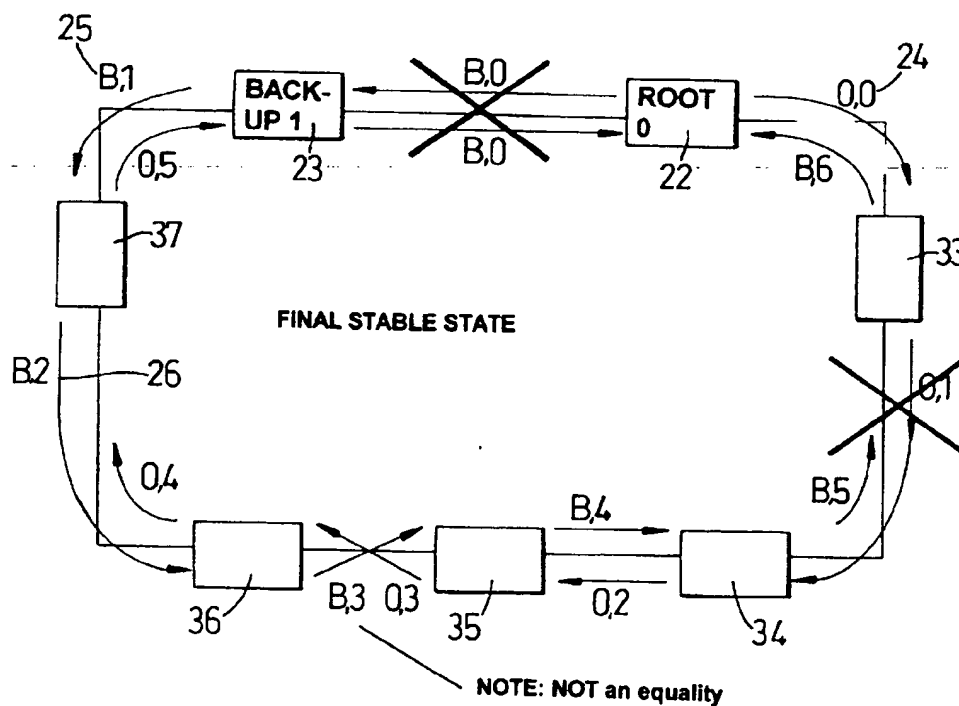 25
B,1
BACK-
UP 1
23
B,0
B,0
ROOT
0
22
0,0
24
0,5
B,6
37
33
FINAL STABLE STATE
B,2
26
0,1
0,4
B,5
B,4
36
B,3
0,3
35
0,2
34
NOTE: NOT an equality